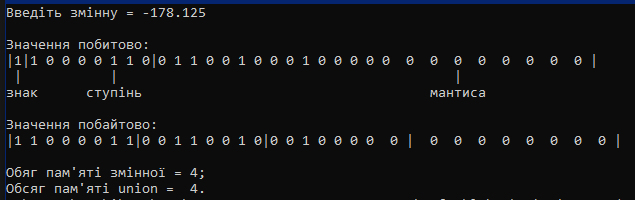 Введіть змінну = -178.125
Значення побитово:
|1|1 0 0 0 0 1 1 0|0 1 1 0 0 1 0 0 0 1 0 0 0 0 0 0 0 0 0 0 0 0 0 |
| | |
знак ступінь мантиса
Значення побайтово:
|1 1 0 0 0 0 1 1|0 0 1 1 0 0 1 0|0 0 1 0 0 0 0 0 | 0 0 0 0 0 0 0 0 |
Обяг пам'яті змінної = 4;
Обсяг пам'яті union = 4.